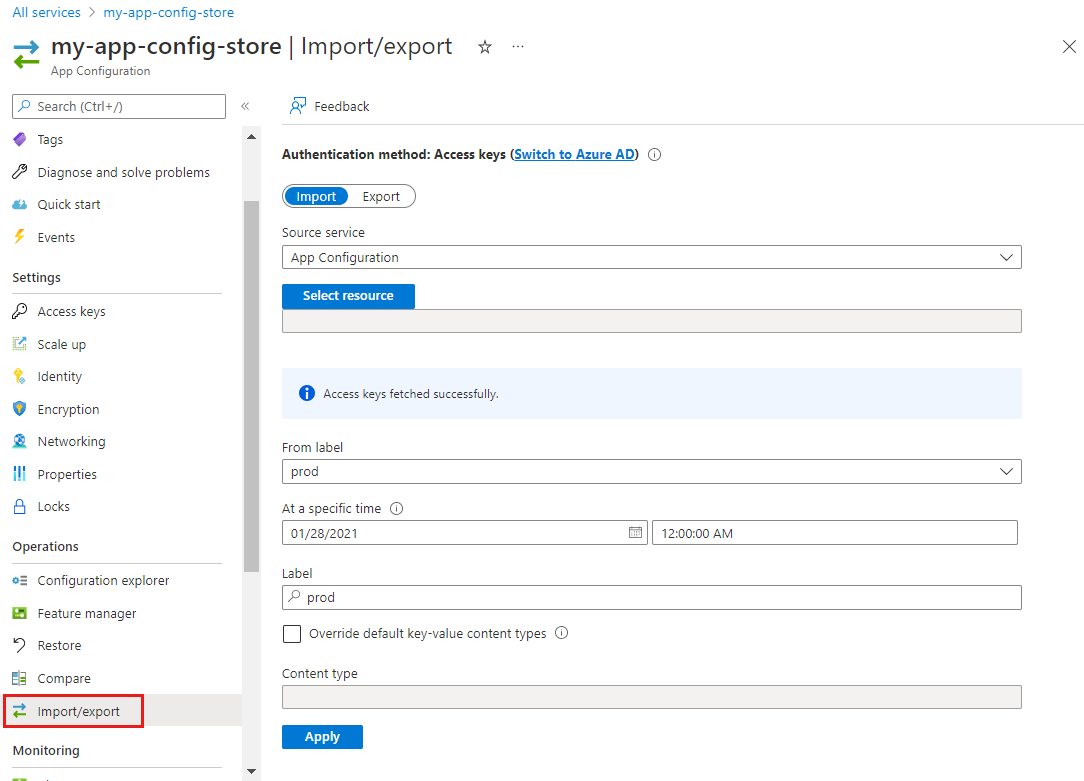 All services > my-app-config-store
my-app-config-store | Import/export
App Configuration
Search (Ctrl+/)
Tags
Diagnose and solve problems
Quick start
Events
Settings
Access keys
Scale up
Identity
Encryption
Networking
Properties
Locks
Operations
Configuration explorer
Feature manager
Restore
Compare
Import/export
Monitoring
Feedback
Authentication method: Access keys (Switch to Azure AD)
Import Export
Source service
App Configuration
Select resource
Access keys fetched successfully.
From label
prod
At a specific time
01/28/2021 12:00:00 AM
Label
prod
Override default key-value content types
Content type
Apply